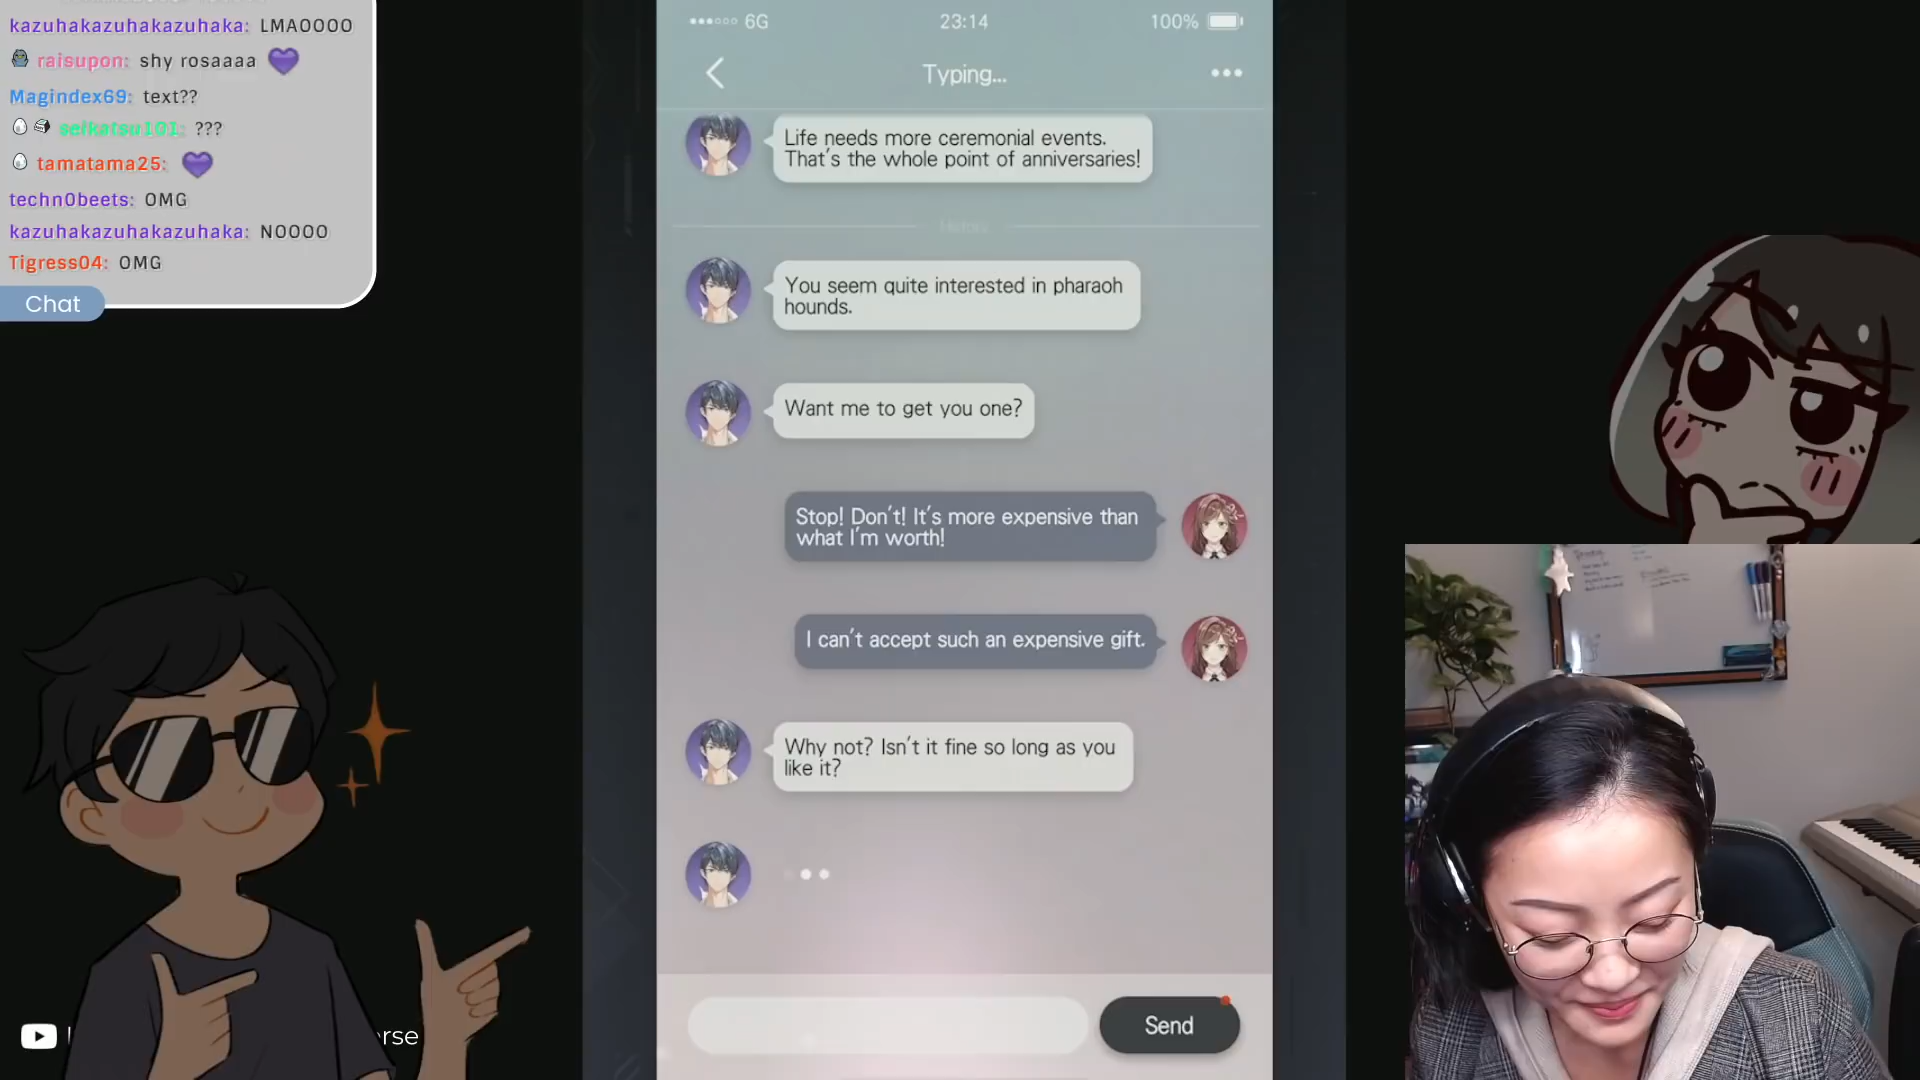 kazuhakazuhakazuhaka: LMAOOOO
raisupon: shy rosaaaa
Magindex69: text??
seikatsu101: ???
tamatama25:
techn0beets: OMG
kazuhakazuhakazuhaka: NOOOO
Tigress04: OMG
Chat
6G
23:14
100%
Typing...
Life needs more ceremonial events.
That's the whole point of anniversaries!
History
You seem quite interested in pharaoh
hounds.
Want me to get you one?
Stop! Don't! It's more expensive than
what I'm worth!
I can't accept such an expensive gift.
Why not? Isn't it fine so long as you
like it?
Send
erse